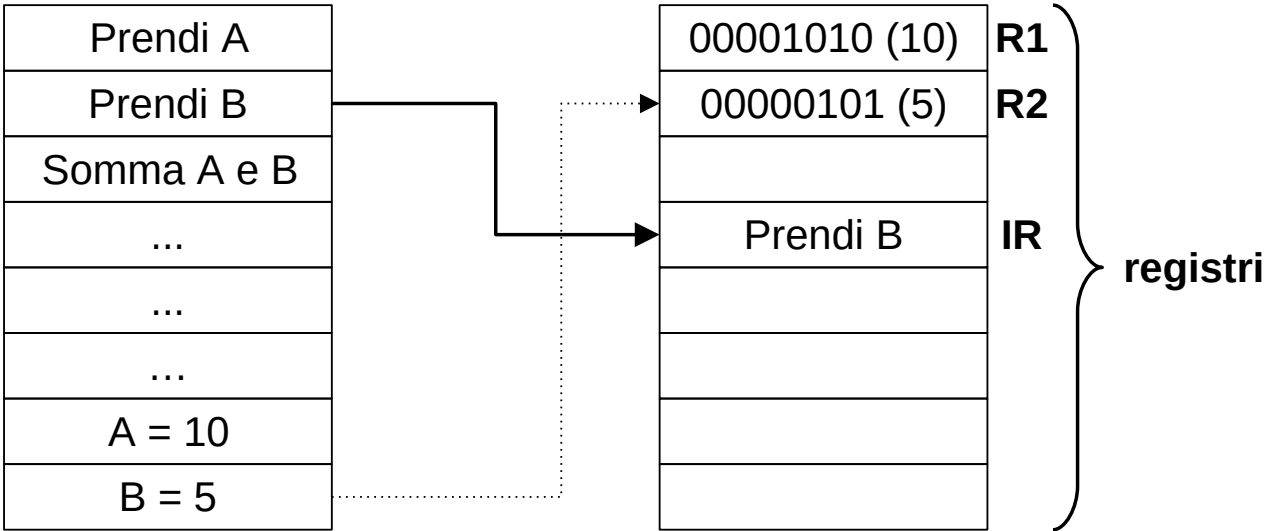 Prendi A
Prendi B
Somma A e B
...
...
...
A = 10
B = 5
00001010 (10) R1
00000101 (5) R2
Prendi B IR
registri